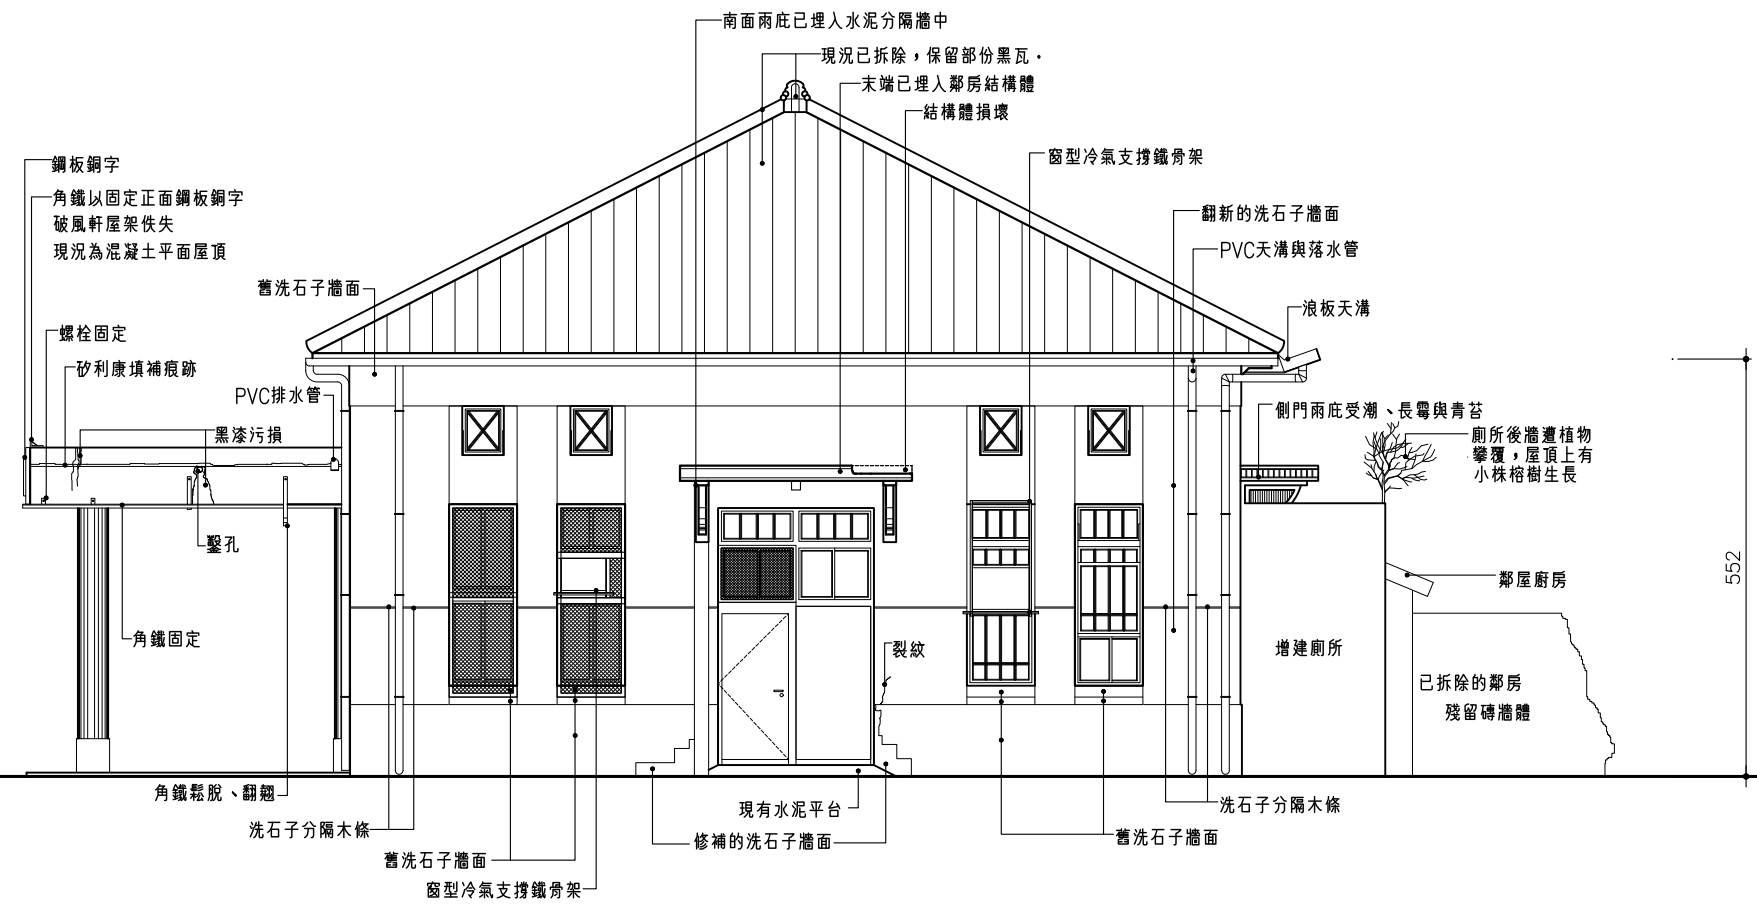 南面雨庇已埋入水泥分隔牆中
現況已拆除，保留部份黑瓦．
末端已埋入鄰房結構體
結構體損壞
窗型冷氣支撐鐵骨架
鋼板銅字
角鐵以固定正面鋼板銅字
破風軒屋架佚失
現況為混凝土平面屋頂
翻新的洗石子牆面
PVC天溝與落水管
舊洗石子牆面
浪板天溝
螺栓固定
矽利康填補痕跡
PVC排水管
黑漆污損
側門雨庇受潮、長霉與青苔
廁所後牆遭植物
攀覆，屋頂上有
小株榕樹生長
鑿孔
552
鄰屋廚房
角鐵固定
裂紋
增建廁所
已拆除的鄰房
殘留磚牆體
角鐵鬆脫、翻翹
現有水泥平台
洗石子分隔木條
洗石子分隔木條
修補的洗石子牆面
舊洗石子牆面
舊洗石子牆面
窗型冷氣支撐鐵骨架